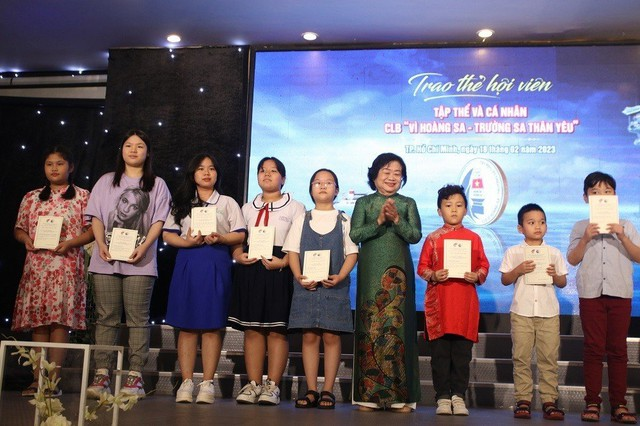 Trao thẻ hội viên
TẬP THỂ VÀ CÁ NHÂN
CLB "VÌ HOÀNG SA - TRƯỜNG SA THÂN YÊU"
TP. Hồ Chí Minh, ngày 18 tháng 02 năm 2023